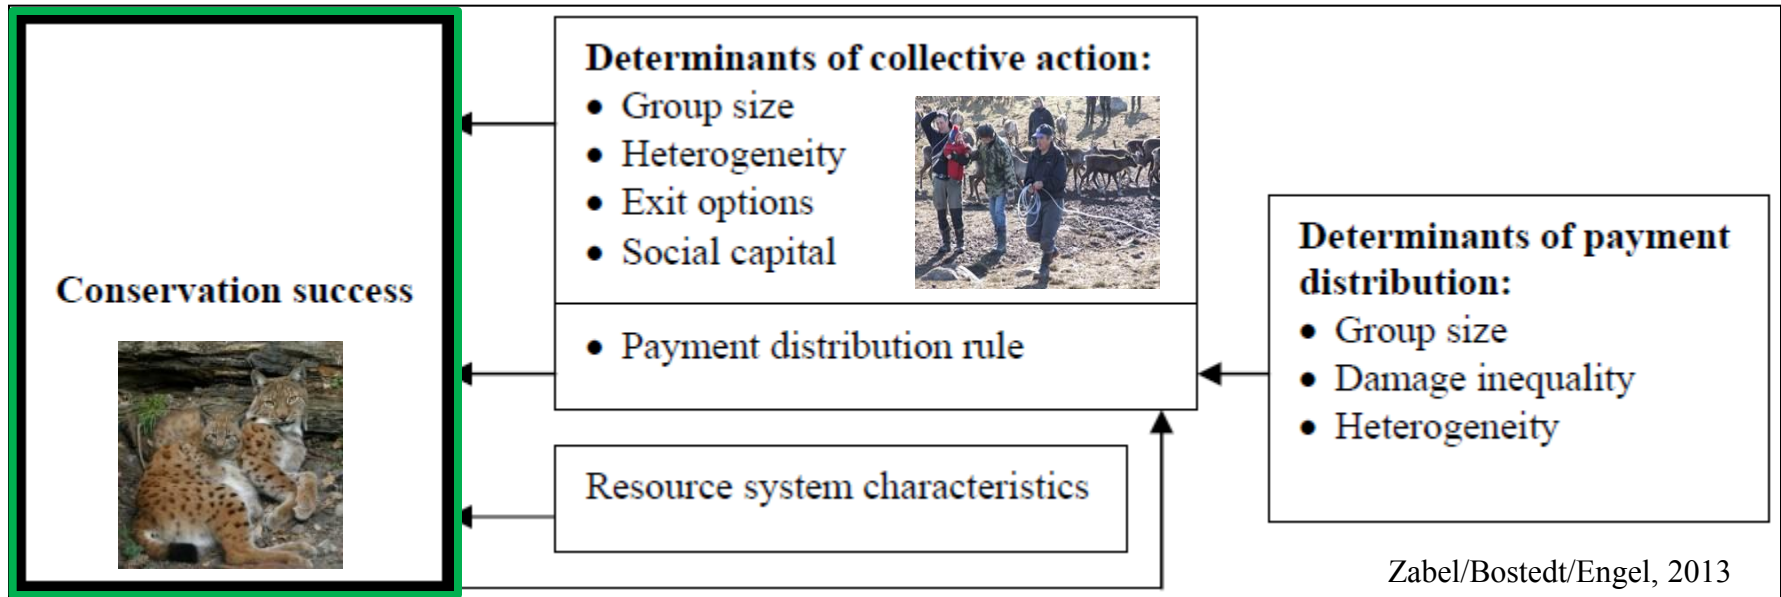 Conservation success
Determinants of collective action:
• Group size
• Heterogeneity
• Exit options
• Social capital
• Payment distribution rule
Resource system characteristics
Determinants of payment
distribution:
• Group size
• Damage inequality
• Heterogeneity
Zabel/Bostedt/Engel, 2013